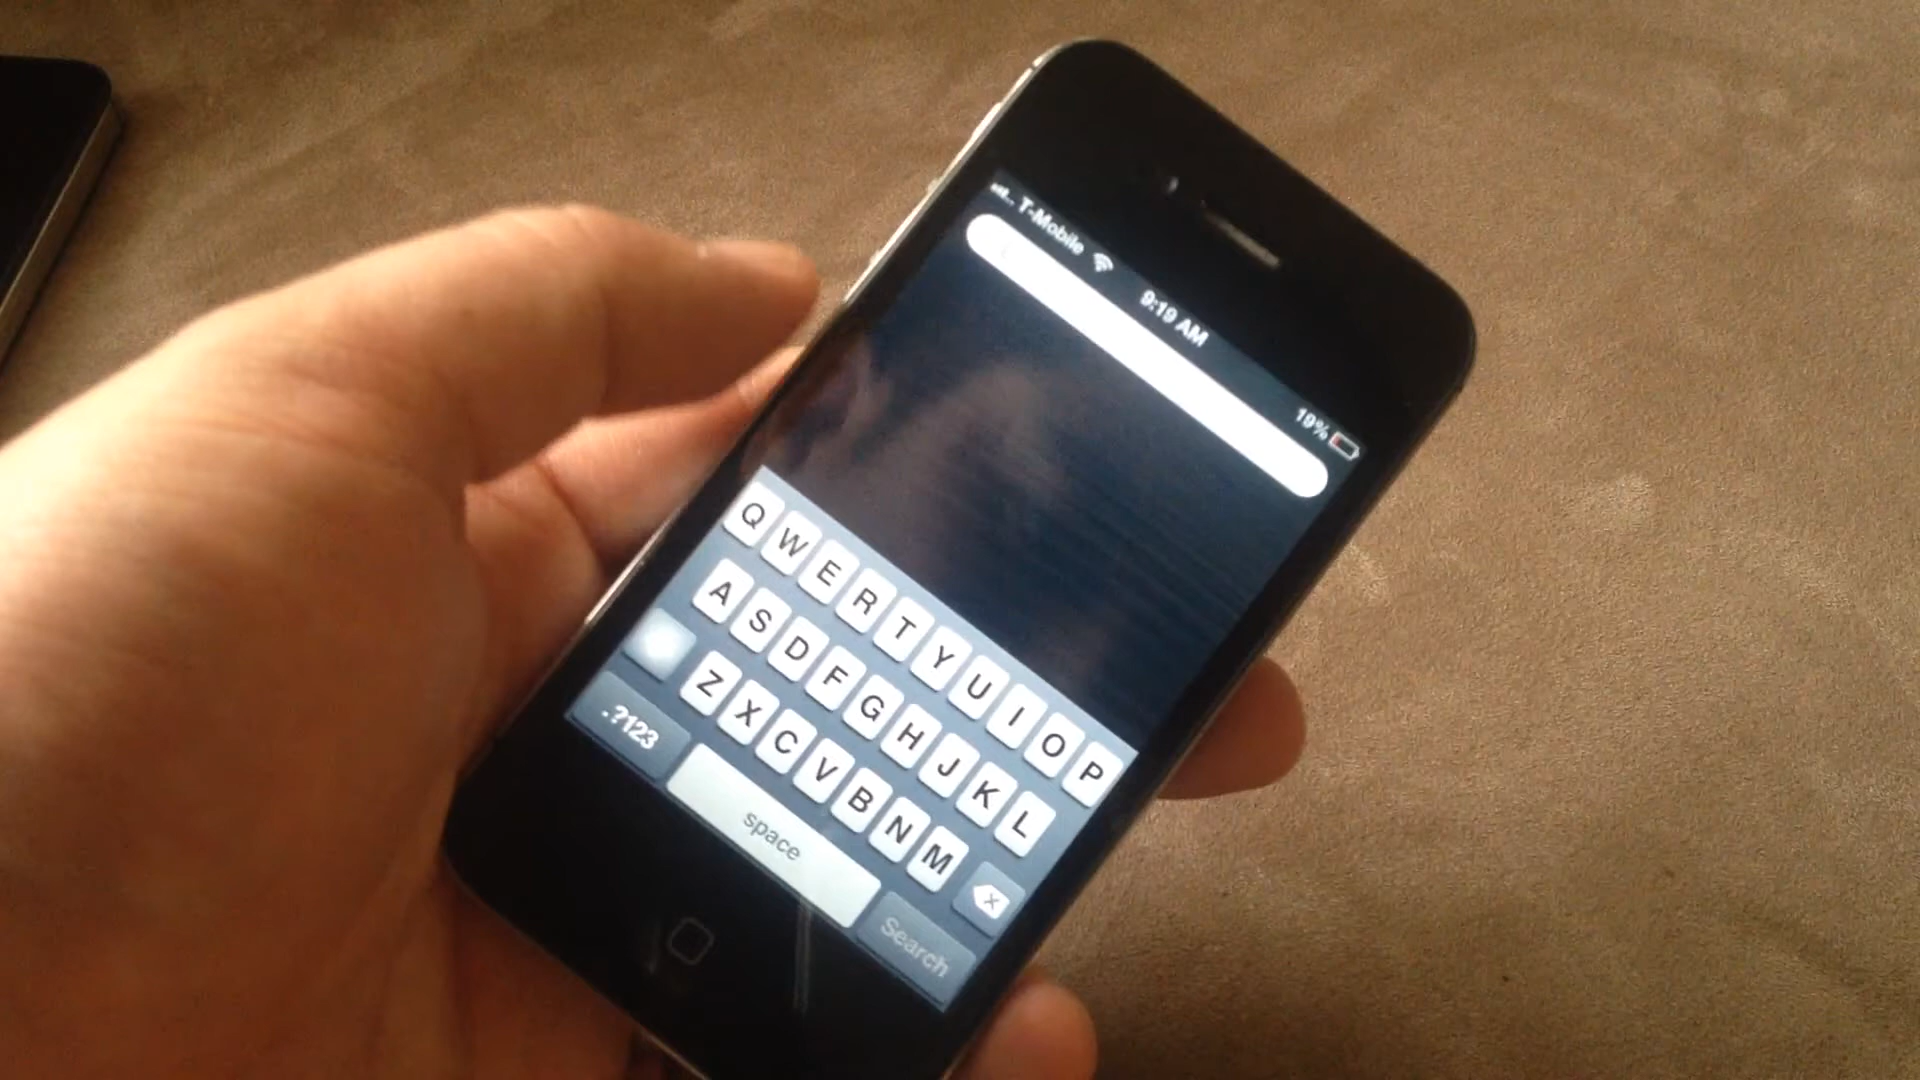 T-Mobile 9:19 AM 19%
Q W E R T Y U I O P
A S D F G H J K L
Z X C V B N M
.?123 space Search